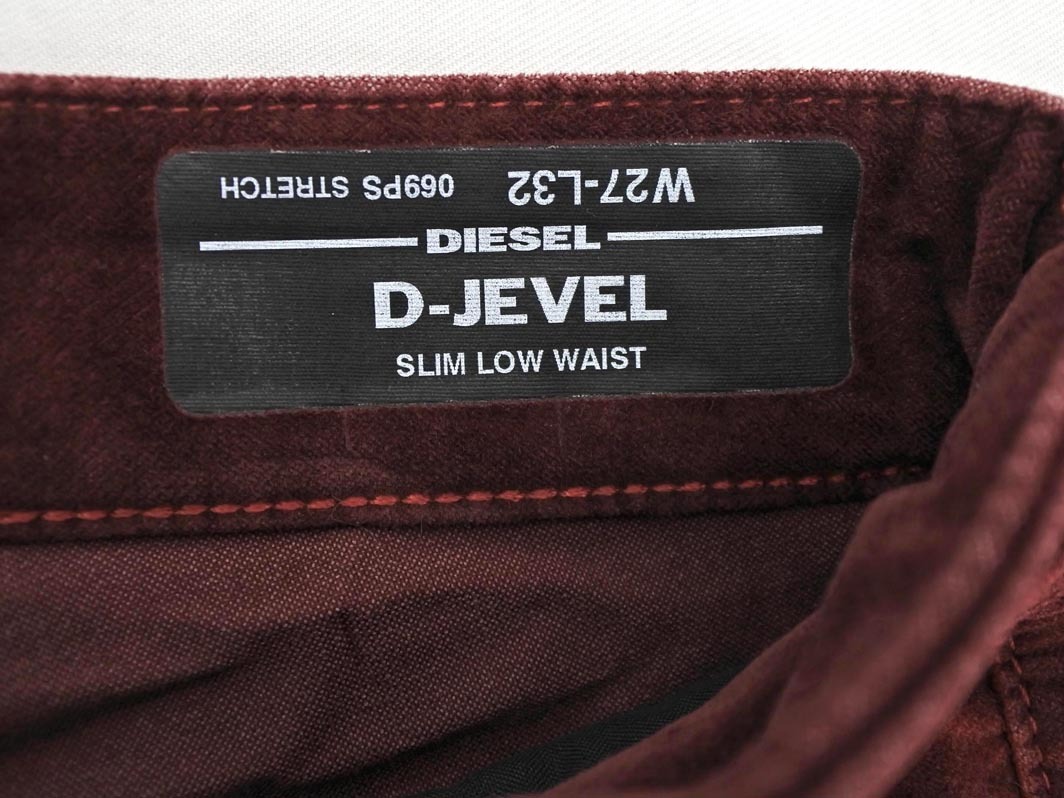 W27-L32 069PS STRETCH
DIESEL
D-JEVEL
SLIM LOW WAIST